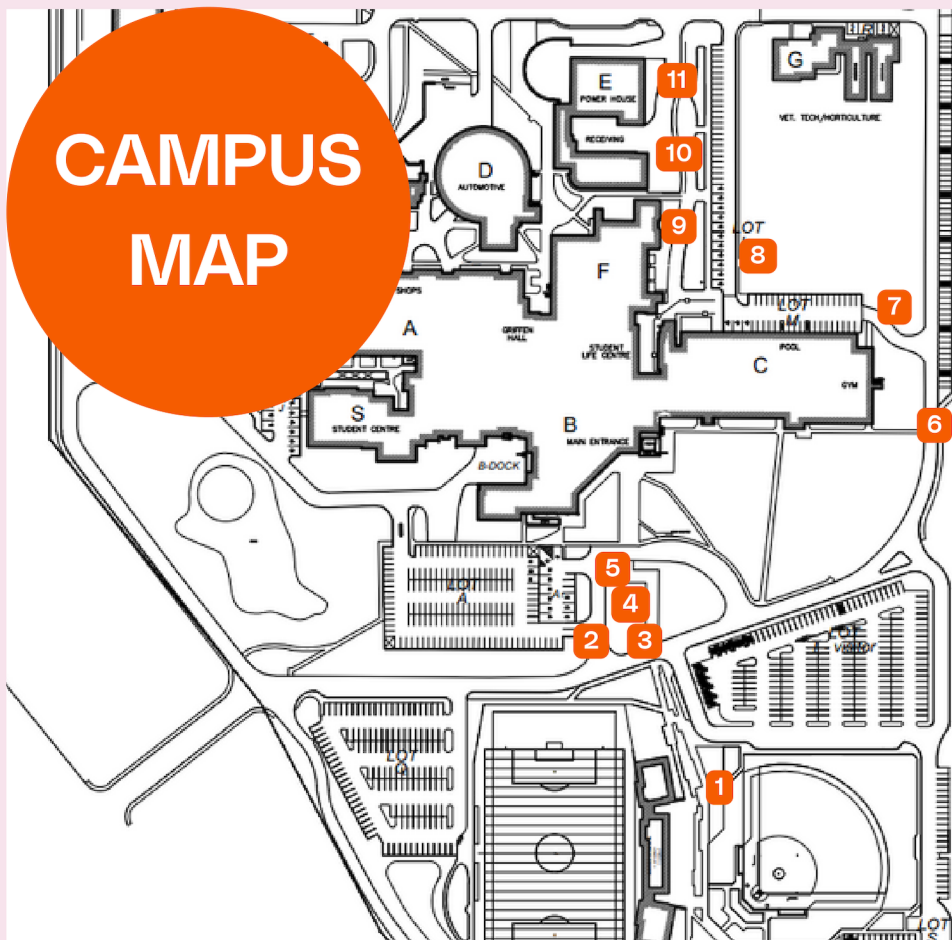 CAMPUS
MAP
E
POWER HOUSE
11
G
VET. TECH/HORTICULTURE
RECEIVING
10
D
AUTOMOTIVE
9
LOT
8
F
SHOPS
A
GRIFFEN
HALL
LOT
M
7
STUDENT
LIFE CENTRE
POOL
C
GYM
J
S
STUDENT CENTRE
B
MAIN ENTRANCE
6
B-DOCK
LOT
A
A
5
4
2
3
LOT
visitor
LOT
1
LOT